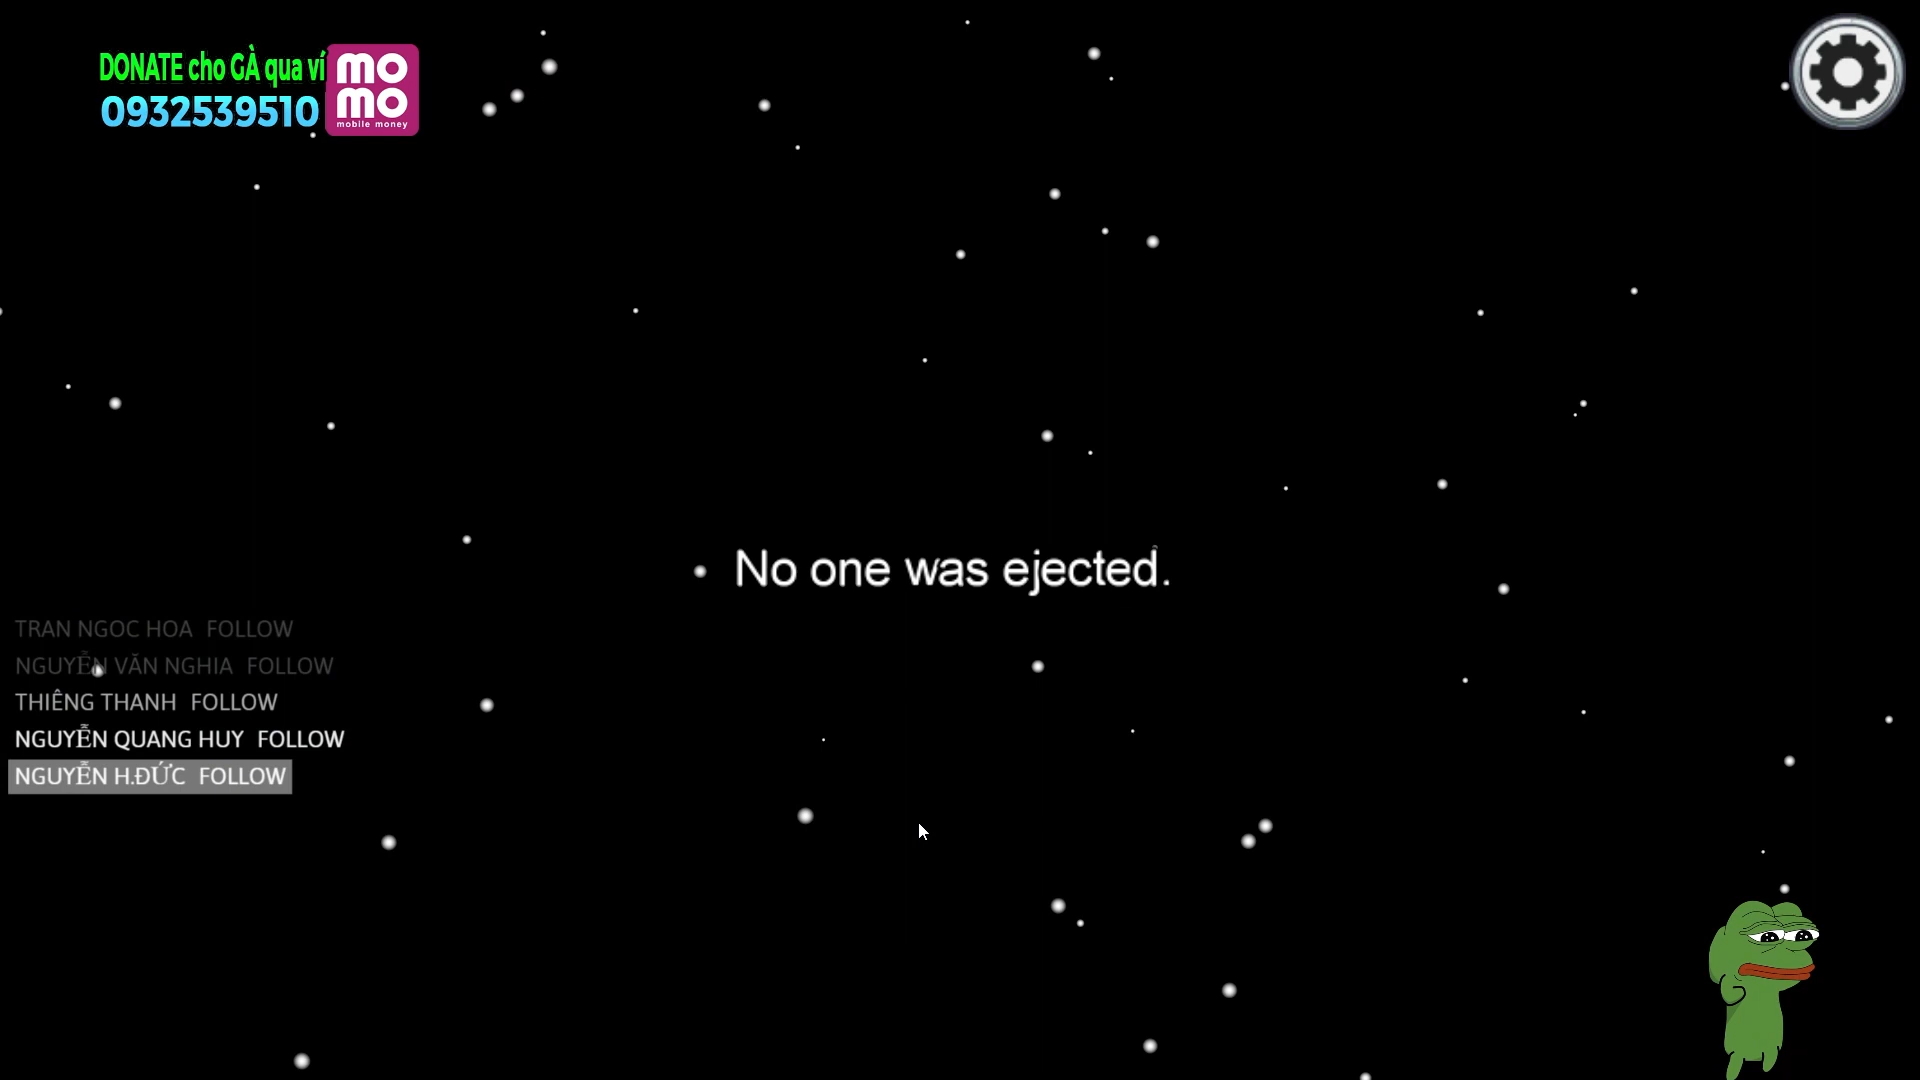 DONATE cho GÀ qua ví
0932539510
mo
mo
mobile money
No one was ejected.
TRAN NGOC HOA FOLLOW
NGUYỄN VĂN NGHIA FOLLOW
THIÊNG THANH FOLLOW
NGUYỄN QUANG HUY FOLLOW
NGUYỄN H.ĐỨC FOLLOW